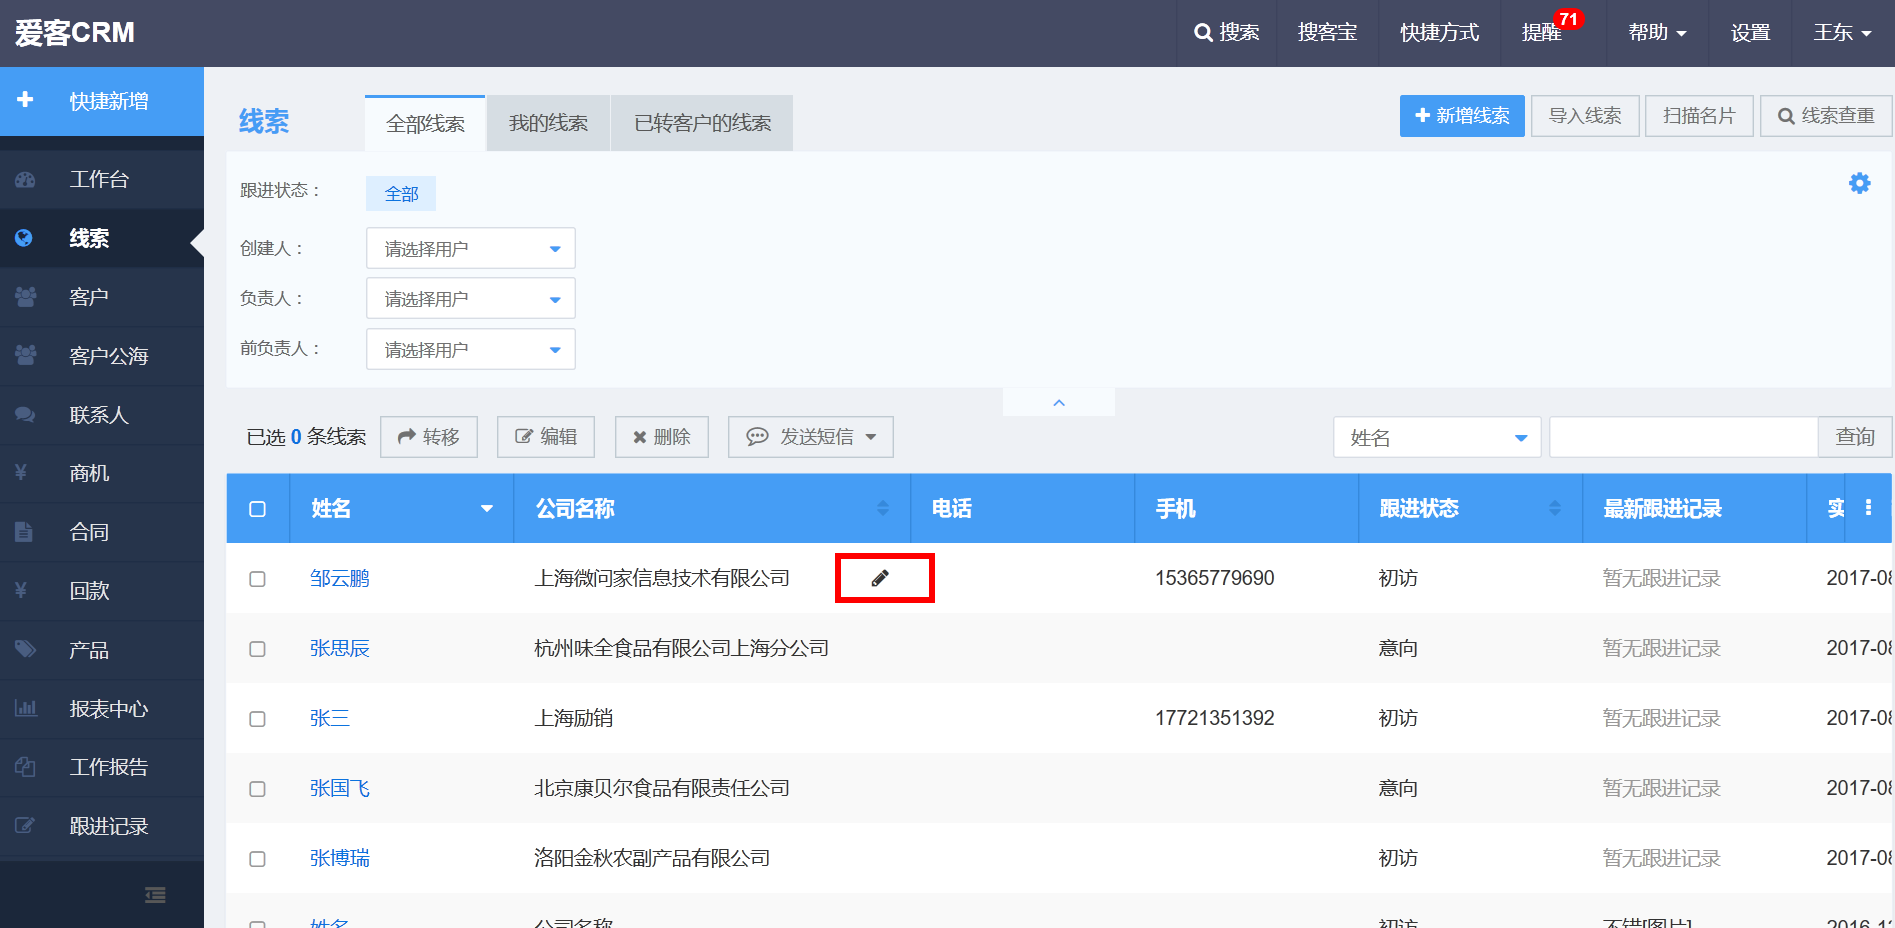 爱客CRM
搜索 搜客宝 快捷方式 提醒 71 帮助 设置 王东
快捷新增
工作台
线索
客户
客户公海
联系人
商机
合同
回款
产品
报表中心
工作报告
跟进记录
线索 全部线索 我的线索 已转客户的线索 新增线索 导入线索 扫描名片 线索查重
跟进状态： 全部
创建人： 请选择用户
负责人： 请选择用户
前负责人： 请选择用户
已选 0 条线索 转移 编辑 删除 发送短信 姓名 查询
姓名 公司名称 电话 手机 跟进状态 最新跟进记录 实
邹云鹏 上海微问家信息技术有限公司 15365779690 初访 暂无跟进记录 2017-08
张思辰 杭州味全食品有限公司上海分公司 意向 暂无跟进记录 2017-08
张三 上海励销 17721351392 初访 暂无跟进记录 2017-08
张国飞 北京康贝尔食品有限责任公司 意向 暂无跟进记录 2017-08
张博瑞 洛阳金秋农副产品有限公司 初访 暂无跟进记录 2017-08
姓名 公司名称 初访 不错[图片] 2016-1